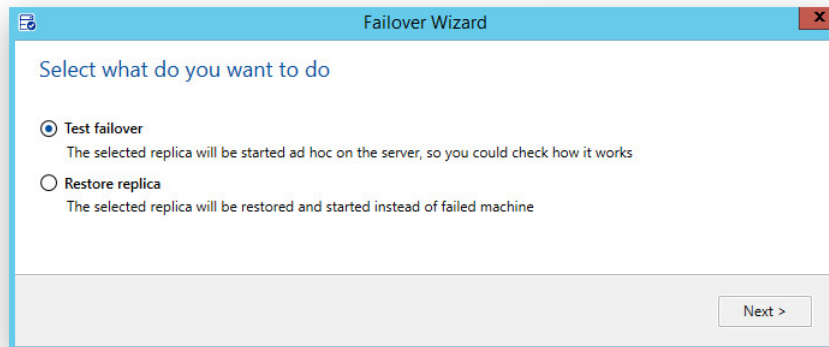 Failover Wizard
x
Select what do you want to do
Test failover
The selected replica will be started ad hoc on the server, so you could check how it works
Restore replica
The selected replica will be restored and started instead of failed machine
Next >